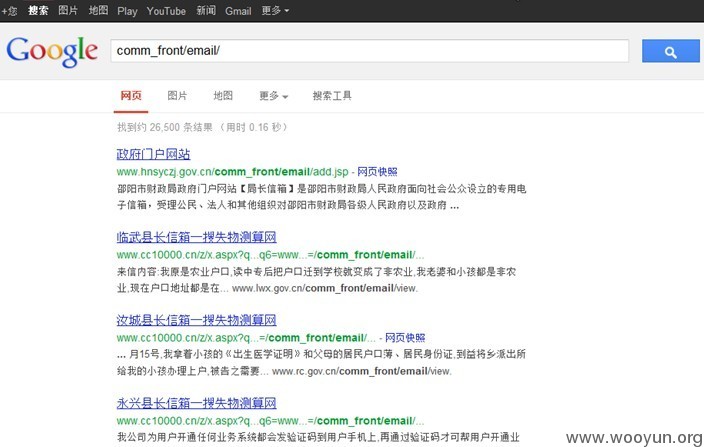 +您 搜索 图片 地图 Play YouTube 新闻 Gmail 更多
Google comm_front/email/
网页 图片 地图 更多 搜索工具
找到约 26,500 条结果 （用时 0.16 秒）
政府门户网站
www.hnsyczj.gov.cn/comm_front/email/add.jsp - 网页快照
邵阳市财政局政府门户网站【局长信箱】是邵阳市财政局人民政府面向社会公众设立的专用电
子信箱，受理公民、法人和其他组织对邵阳市财政局各级人民政府以及政府 ...
临武县长信箱一搜失物测算网
www.cc10000.cn/z/x.aspx?q...q6=www...=/comm_front/email/...
来信内容:我原是农业户口,读中专后把户口迁到学校就变成了非农业,我老婆和小孩都是非农
业,现在户口地址都是在... www.lwx.gov.cn/comm_front/email/view.
汝城县长信箱一搜失物测算网
www.cc10000.cn/z/x.aspx?q...q6=...=/comm_front/email/... - 网页快照
... 月15号,我拿着小孩的《出生医学证明》和父母的居民户口薄、居民身份证,到益将乡派出所
给我的小孩办理上户,被告之需要... www.rc.gov.cn/comm_front/email/view.
永兴县长信箱一搜失物测算网
www.cc10000.cn/z/x.aspx?q...q6=www...=/comm_front/email/...
我公司为用户开通任何业务系统都会发验证码到用户手机上,再通过验证码才可帮用户开通业
www.wooyun.org